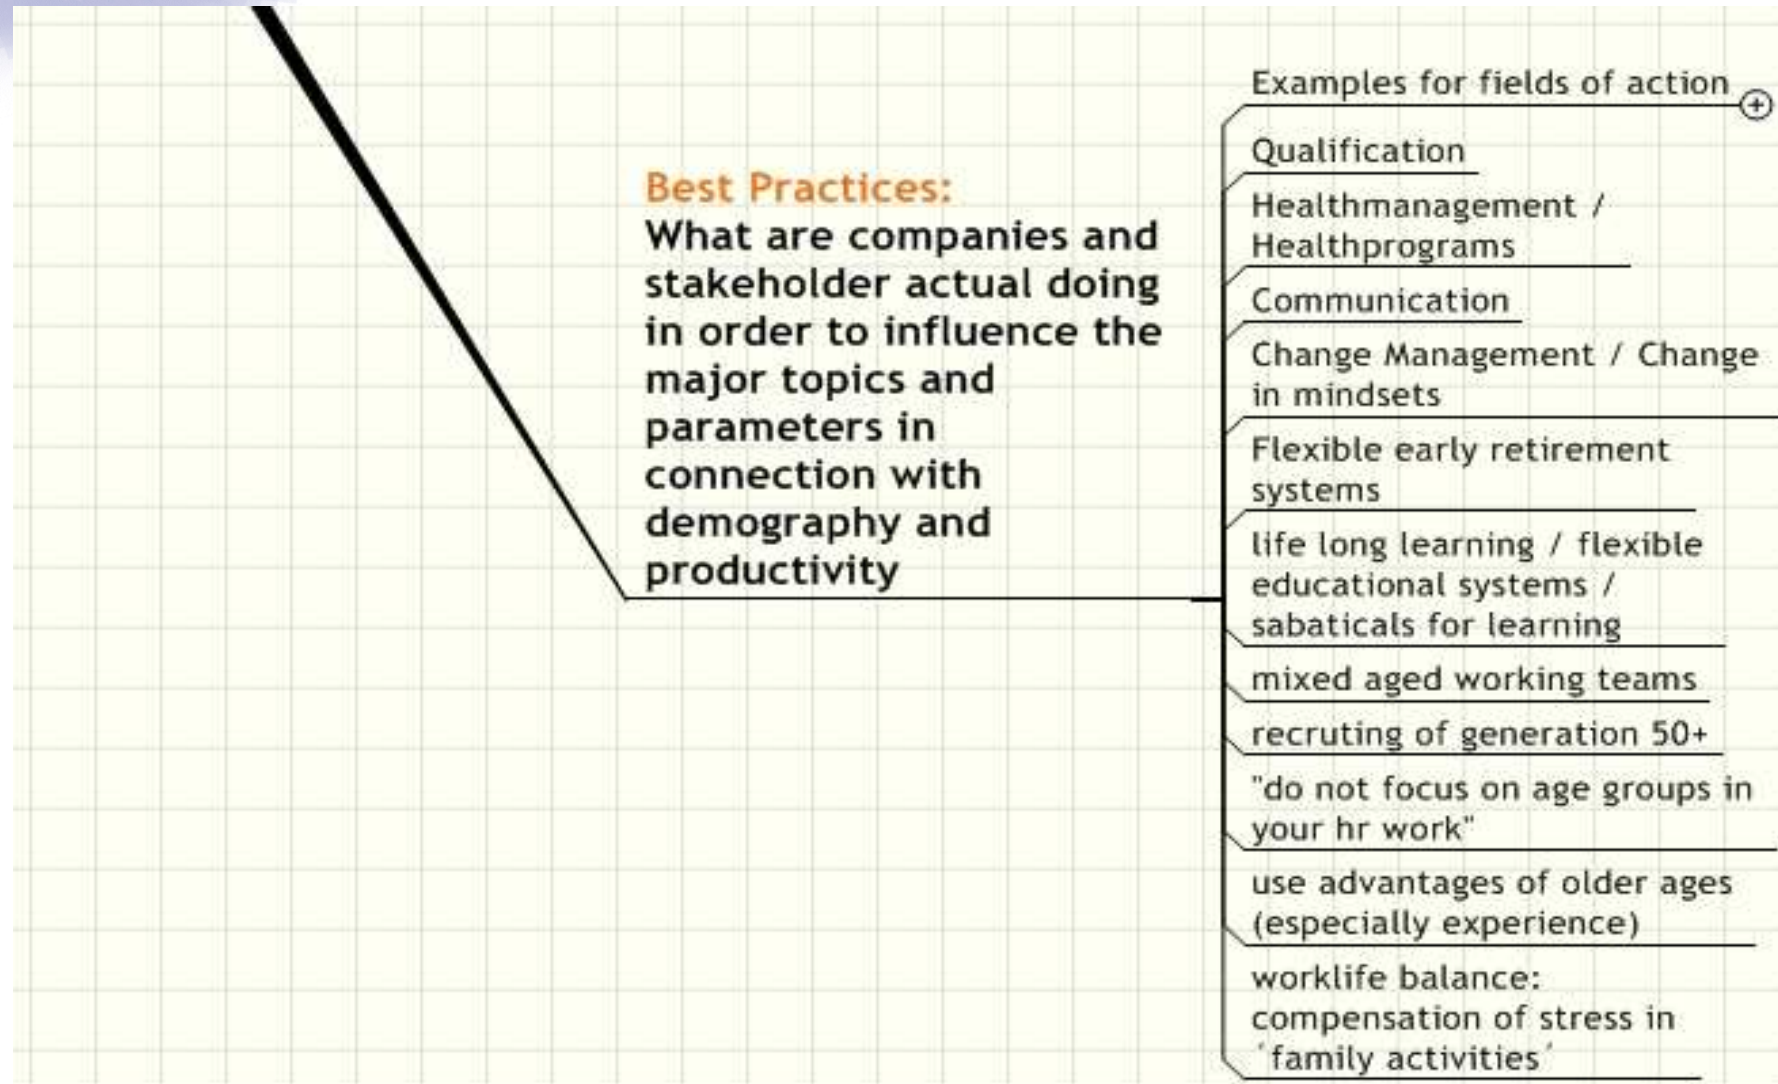 Best Practices:
What are companies and
stakeholder actual doing
in order to influence the
major topics and
parameters in
connection with
demography and
productivity
Examples for fields of action
Qualification
Healthmanagement /
Healthprograms
Communication
Change Management / Change
in mindsets
Flexible early retirement
systems
life long learning / flexible
educational systems /
sabaticals for learning
mixed aged working teams
recruting of generation 50+
"do not focus on age groups in
your hr work"
use advantages of older ages
(especially experience)
worklife balance:
compensation of stress in
´family activities´